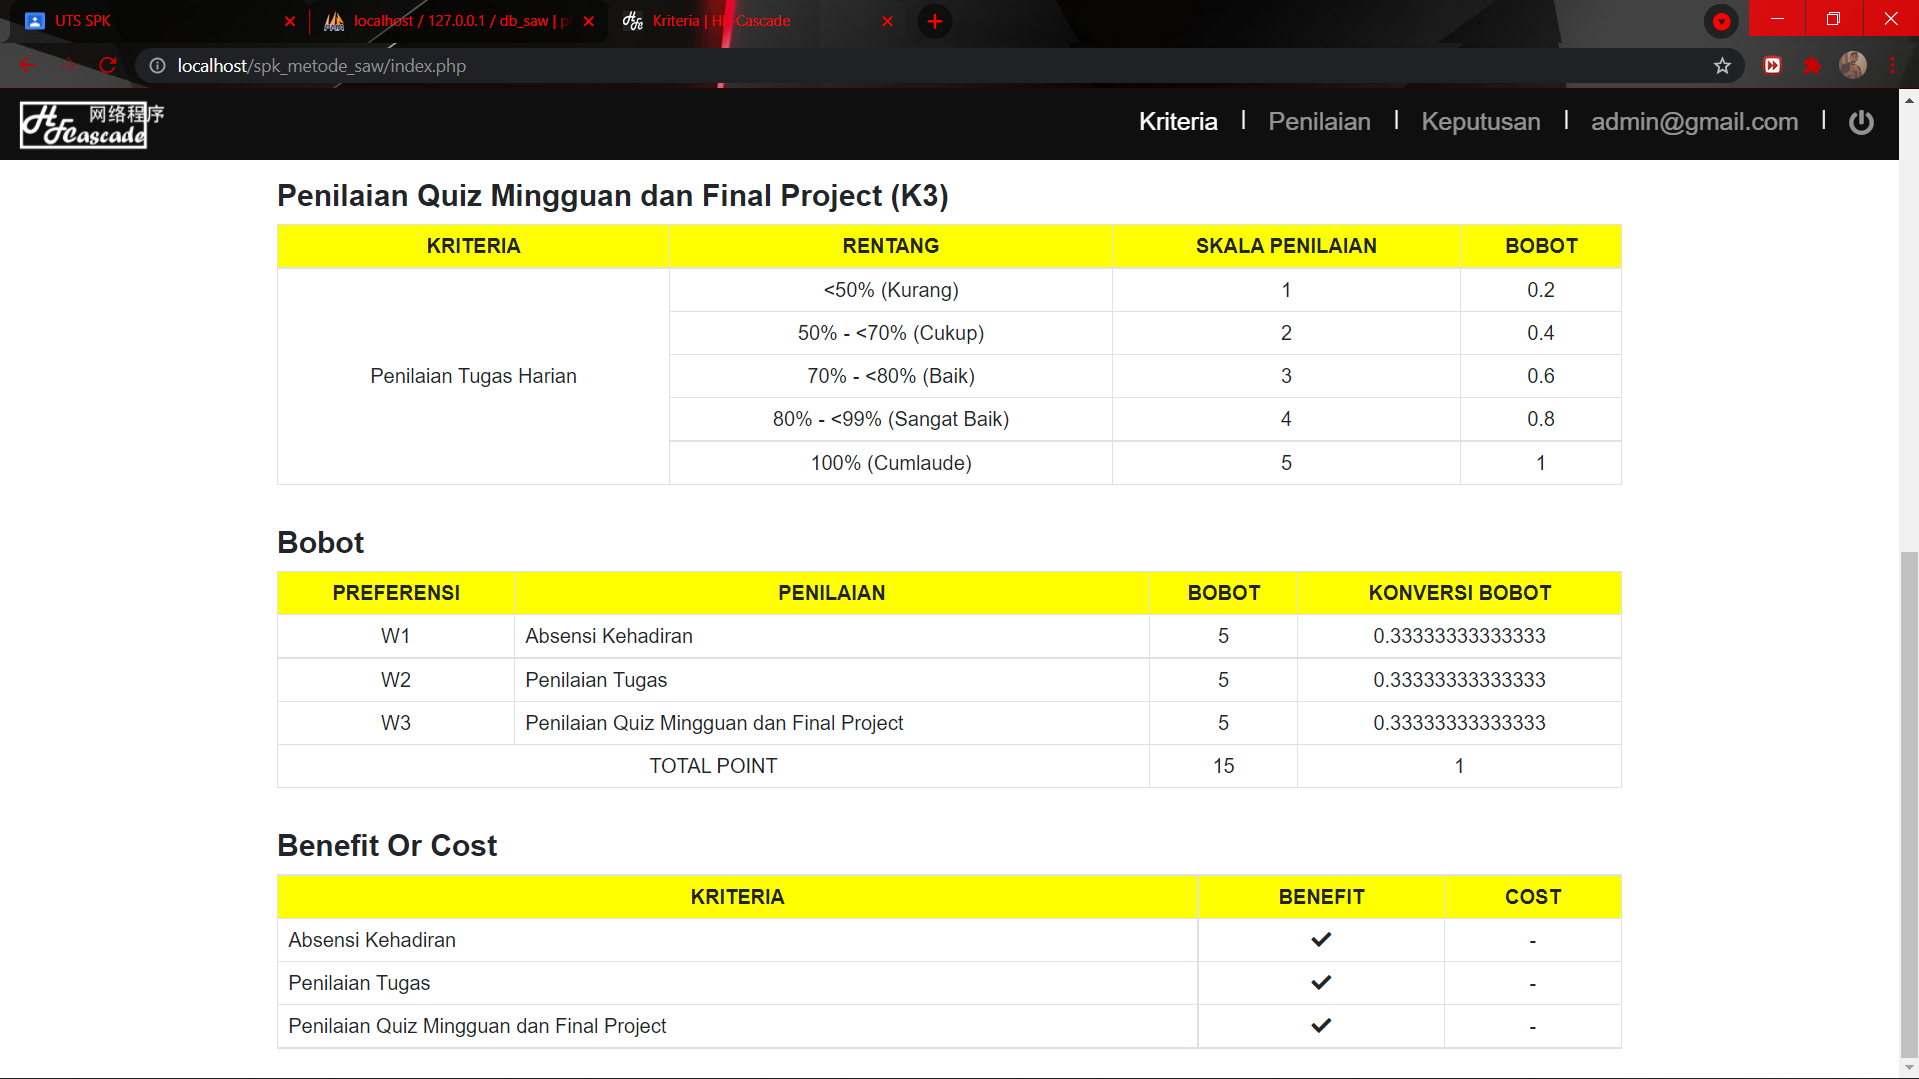 UTS SPK
localhost / 127.0.0.1 / db_saw | p
Kriteria | H Cascade
localhost/spk_metode_saw/index.php
HFCascade 网络程序
Kriteria | Penilaian | Keputusan | admin@gmail.com |
Penilaian Quiz Mingguan dan Final Project (K3)
KRITERIA RENTANG SKALA PENILAIAN BOBOT
<50% (Kurang) 1 0.2
50% - <70% (Cukup) 2 0.4
Penilaian Tugas Harian 70% - <80% (Baik) 3 0.6
80% - <99% (Sangat Baik) 4 0.8
100% (Cumlaude) 5 1
Bobot
PREFERENSI PENILAIAN BOBOT KONVERSI BOBOT
W1 Absensi Kehadiran 5 0.33333333333333
W2 Penilaian Tugas 5 0.33333333333333
W3 Penilaian Quiz Mingguan dan Final Project 5 0.33333333333333
TOTAL POINT 15 1
Benefit Or Cost
KRITERIA BENEFIT COST
Absensi Kehadiran ✔ -
Penilaian Tugas ✔ -
Penilaian Quiz Mingguan dan Final Project ✔ -